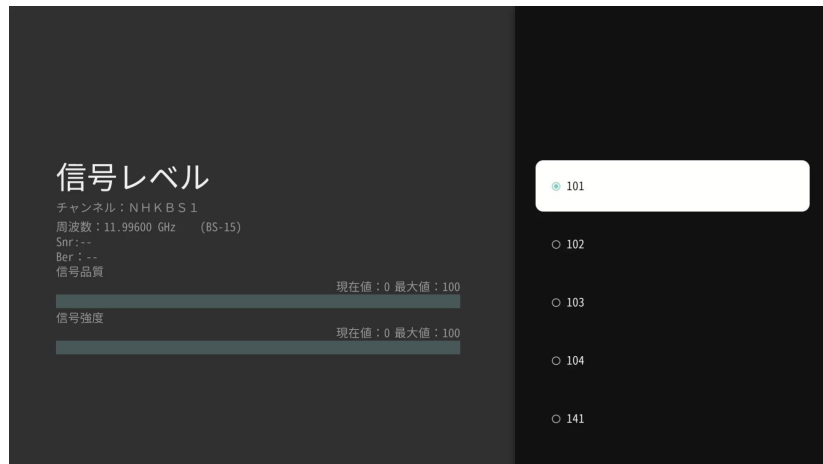 信号レベル
チャンネル：ＮＨＫＢＳ１
周波数：11.99600 GHz (BS-15)
Snr:--
Ber：--
信号品質
現在値：0 最大値：100
信号強度
現在値：0 最大値：100
101
102
103
104
141